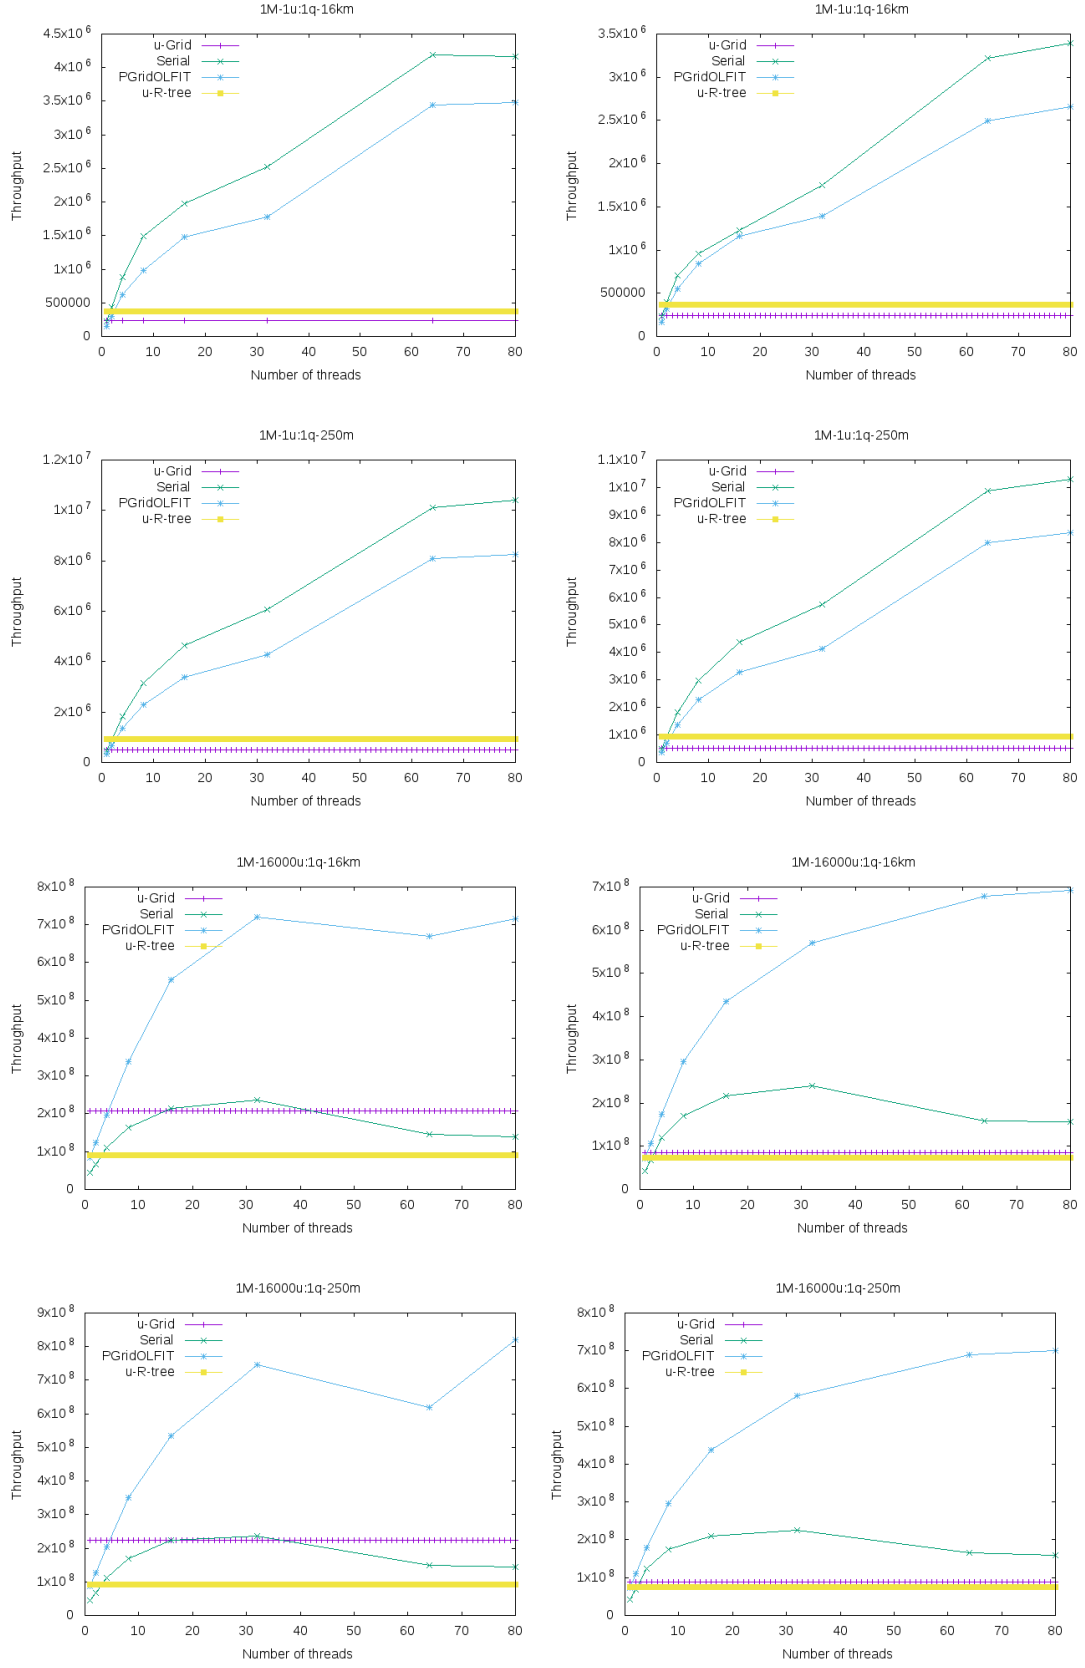 1M-1u:1q-16km
4.5x10^6
4x10^6
3.5x10^6
3x10^6
2.5x10^6
2x10^6
1.5x10^6
1x10^6
500000
0
Throughput
u-Grid
Serial
PGridOLFIT
u-R-tree
0 10 20 30 40 50 60 70 80
Number of threads
1M-1u:1q-16km
3.5x10^6
3x10^6
2.5x10^6
2x10^6
1.5x10^6
1x10^6
500000
0
Throughput
u-Grid
Serial
PGridOLFIT
u-R-tree
0 10 20 30 40 50 60 70 80
Number of threads
1M-1u:1q-250m
1.2x10^7
1x10^7
8x10^6
6x10^6
4x10^6
2x10^6
0
Throughput
u-Grid
Serial
PGridOLFIT
u-R-tree
0 10 20 30 40 50 60 70 80
Number of threads
1M-1u:1q-250m
1.1x10^7
1x10^7
9x10^6
8x10^6
7x10^6
6x10^6
5x10^6
4x10^6
3x10^6
2x10^6
1x10^6
0
Throughput
u-Grid
Serial
PGridOLFIT
u-R-tree
0 10 20 30 40 50 60 70 80
Number of threads
1M-16000u:1q-16km
8x10^8
7x10^8
6x10^8
5x10^8
4x10^8
3x10^8
2x10^8
1x10^8
0
Throughput
u-Grid
Serial
PGridOLFIT
u-R-tree
0 10 20 30 40 50 60 70 80
Number of threads
1M-16000u:1q-16km
7x10^8
6x10^8
5x10^8
4x10^8
3x10^8
2x10^8
1x10^8
0
Throughput
u-Grid
Serial
PGridOLFIT
u-R-tree
0 10 20 30 40 50 60 70 80
Number of threads
1M-16000u:1q-250m
9x10^8
8x10^8
7x10^8
6x10^8
5x10^8
4x10^8
3x10^8
2x10^8
1x10^8
0
Throughput
u-Grid
Serial
PGridOLFIT
u-R-tree
0 10 20 30 40 50 60 70 80
Number of threads
1M-16000u:1q-250m
8x10^8
7x10^8
6x10^8
5x10^8
4x10^8
3x10^8
2x10^8
1x10^8
0
Throughput
u-Grid
Serial
PGridOLFIT
u-R-tree
0 10 20 30 40 50 60 70 80
Number of threads